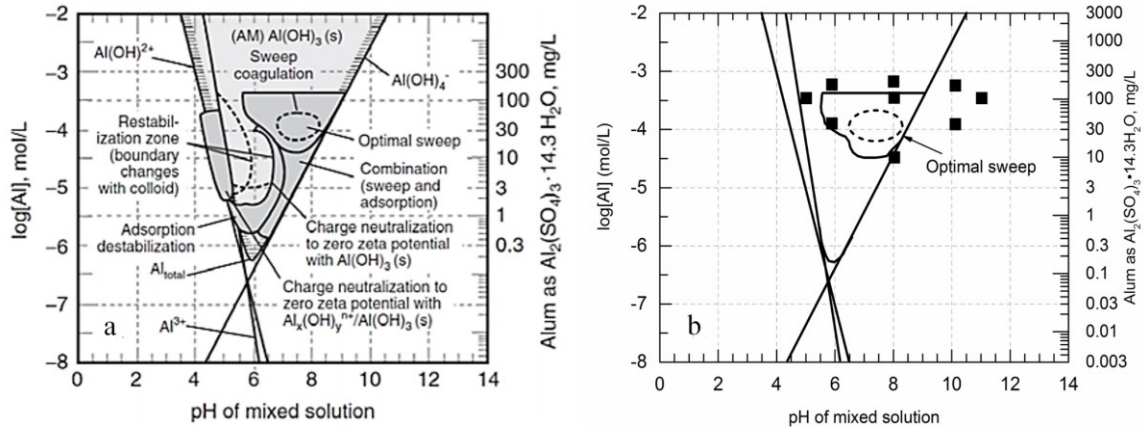 -2
-3
-4
-5
-6
-7
-8
log[Al], mol/L
0
2
4
6
8
10
12
14
pH of mixed solution
300
100
30
10
3
1
0.3
Alum as Al2(SO4)3·14.3 H2O, mg/L
Al(OH)²⁺
(AM) Al(OH)3 (s)
Sweep
coagulation
Al(OH)4⁻
Restabil-
ization zone
(boundary
changes
with colloid)
Optimal sweep
Combination
(sweep and
adsorption)
Adsorption
destabilization
Charge neutralization
to zero zeta potential
with Al(OH)3 (s)
Altotal
Charge neutralization to
zero zeta potential with
Alx(OH)yⁿ⁺/Al(OH)3 (s)
Al³⁺
a
-2
-3
-4
-5
-6
-7
-8
log[Al] (mol/L)
0
2
4
6
8
10
12
14
pH of mixed solution
3000
1000
300
100
30
10
3
1
0.3
0.1
0.03
0.01
0.003
Alum as Al2(SO4)3•14.3H2O, mg/L
Optimal sweep
b